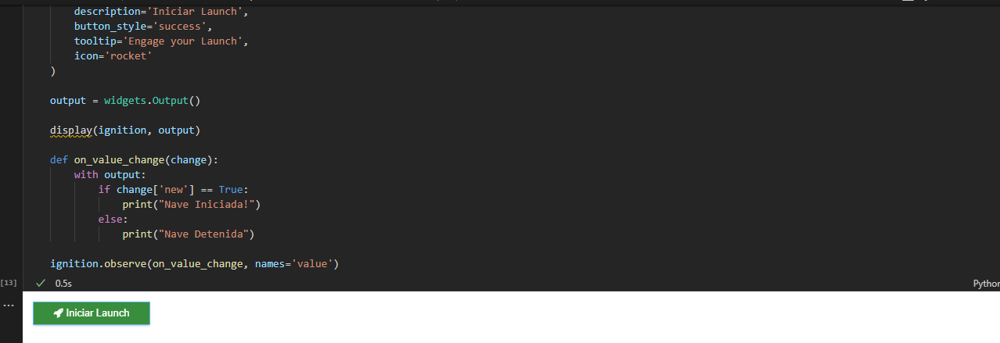 description='Iniciar Launch',
button_style='success',
tooltip='Engage your Launch',
icon='rocket'
)
output = widgets.Output()
display(ignition, output)
def on_value_change(change):
with output:
if change['new'] == True:
print("Nave Iniciada!")
else:
print("Nave Detenida")
ignition.observe(on_value_change, names='value')
[13] 0.5s Python
...
Iniciar Launch